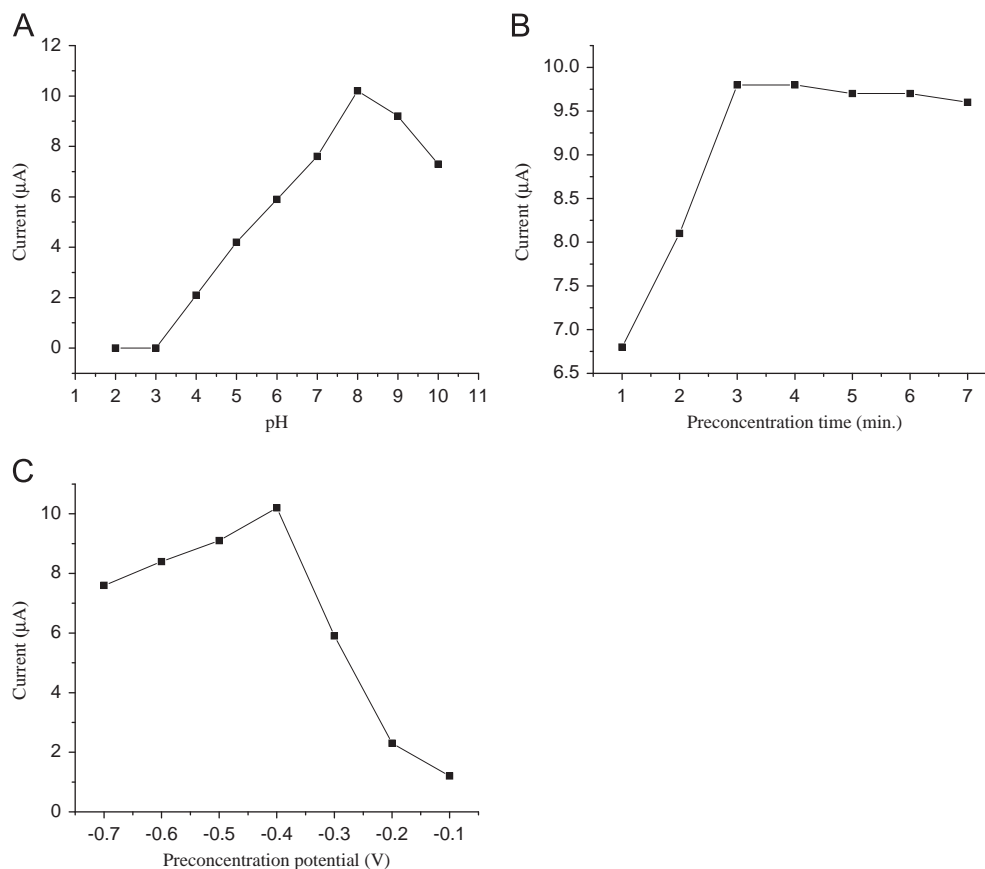 A
12
10
8
6
4
2
0
Current (µA)
1 2 3 4 5 6 7 8 9 10 11
pH
B
10.0
9.5
9.0
8.5
8.0
7.5
7.0
6.5
Current (µA)
1 2 3 4 5 6 7
Preconcentration time (min.)
C
10
8
6
4
2
0
Current (µA)
-0.7 -0.6 -0.5 -0.4 -0.3 -0.2 -0.1
Preconcentration potential (V)